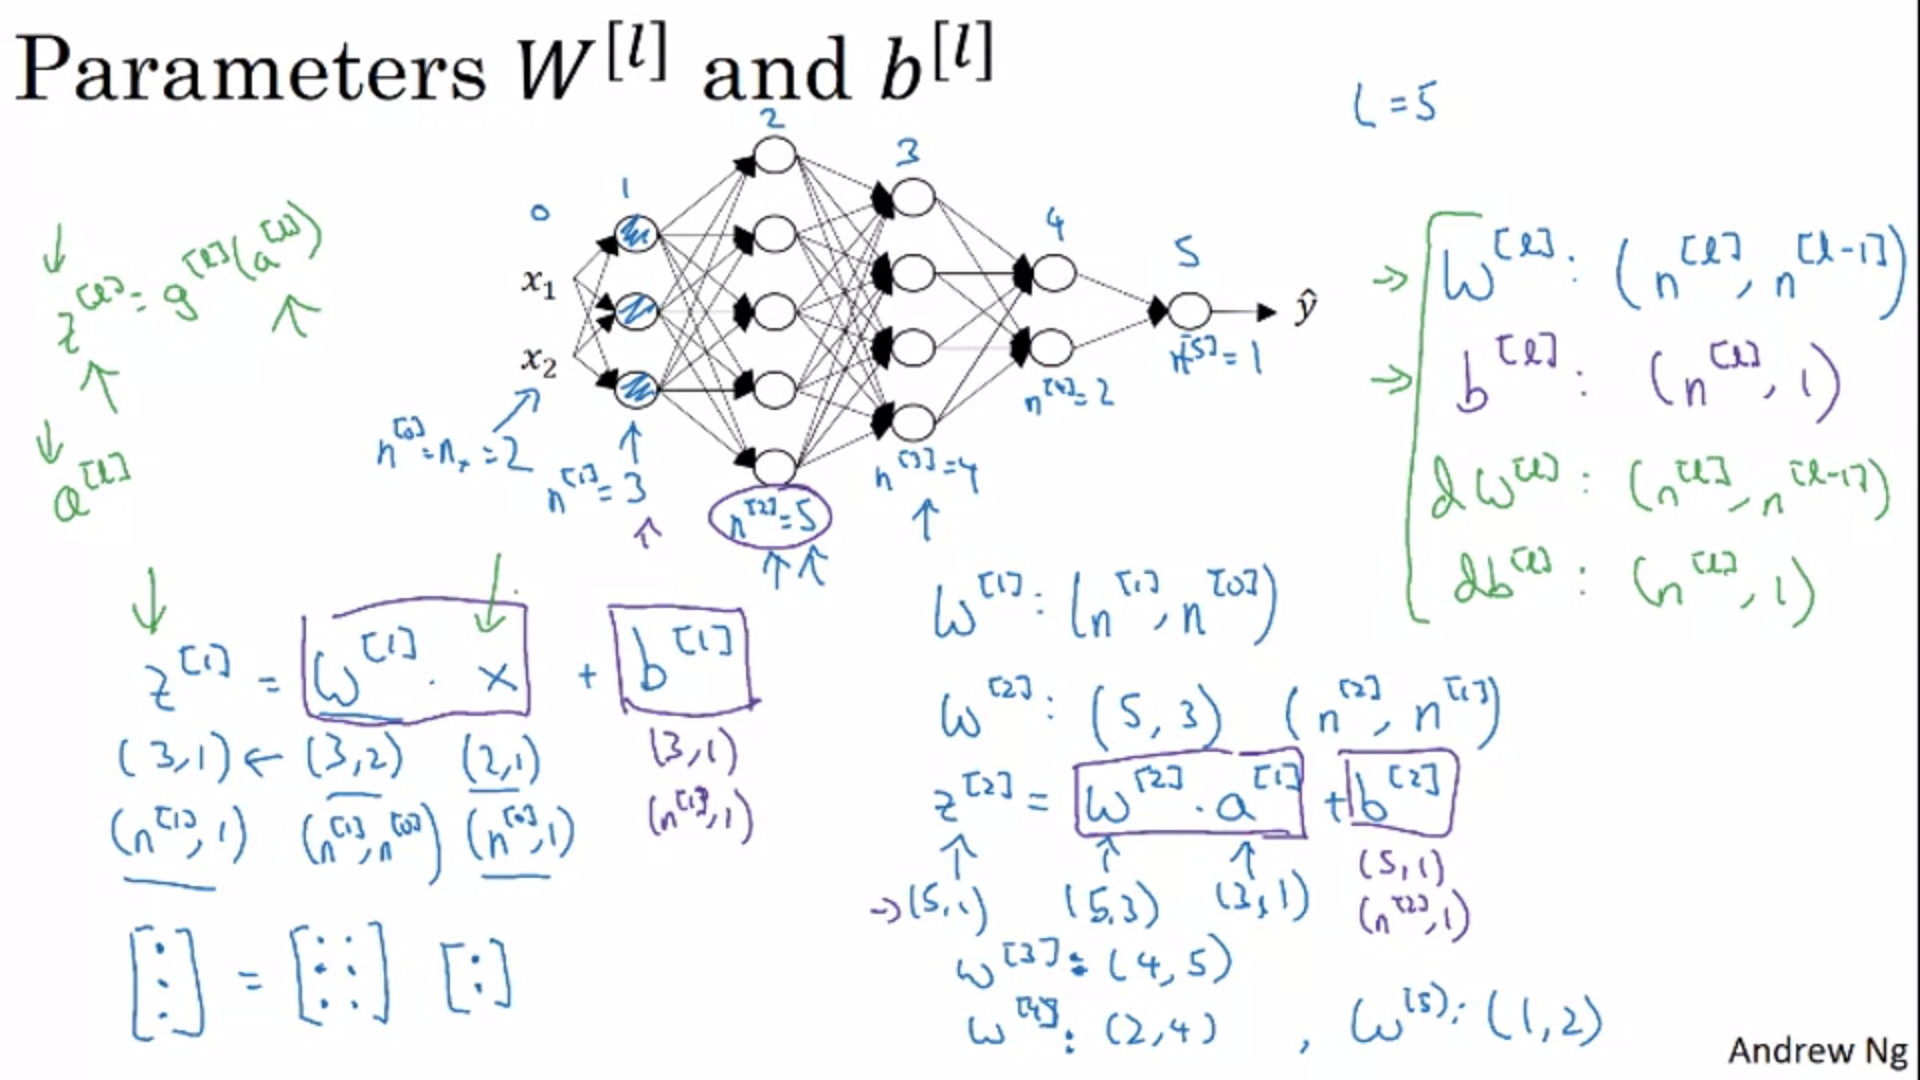 Parameters W^[l] and b^[l]
L = 5
0
1
2
3
4
5
x₁
x₂
ŷ
n^[0] = nₓ = 2
n^[1] = 3
n^[2] = 5
n^[3] = 4
n^[4] = 2
n^[5] = 1
z^[l] = g^[l](a^[l])
a^[l]
W^[l] : (n^[l], n^[l-1])
b^[l] : (n^[l], 1)
dW^[l] : (n^[l], n^[l-1])
db^[l] : (n^[l], 1)
z^[1] = W^[1] · x + b^[1]
(3,1) ← (3,2) (2,1) (3,1)
(n^[1], 1) (n^[1], n^[0]) (n^[0], 1) (n^[1], 1)
[ : ] = [ : : ] [ : ]
W^[1] : (n^[1], n^[0])
W^[2] : (5, 3) (n^[2], n^[1])
z^[2] = W^[2] · a^[1] + b^[2]
→ (5,1) (5,3) (3,1) (5,1)
(n^[2], 1)
W^[3] : (4, 5)
W^[4] : (2, 4) , W^[5] : (1, 2)
Andrew Ng